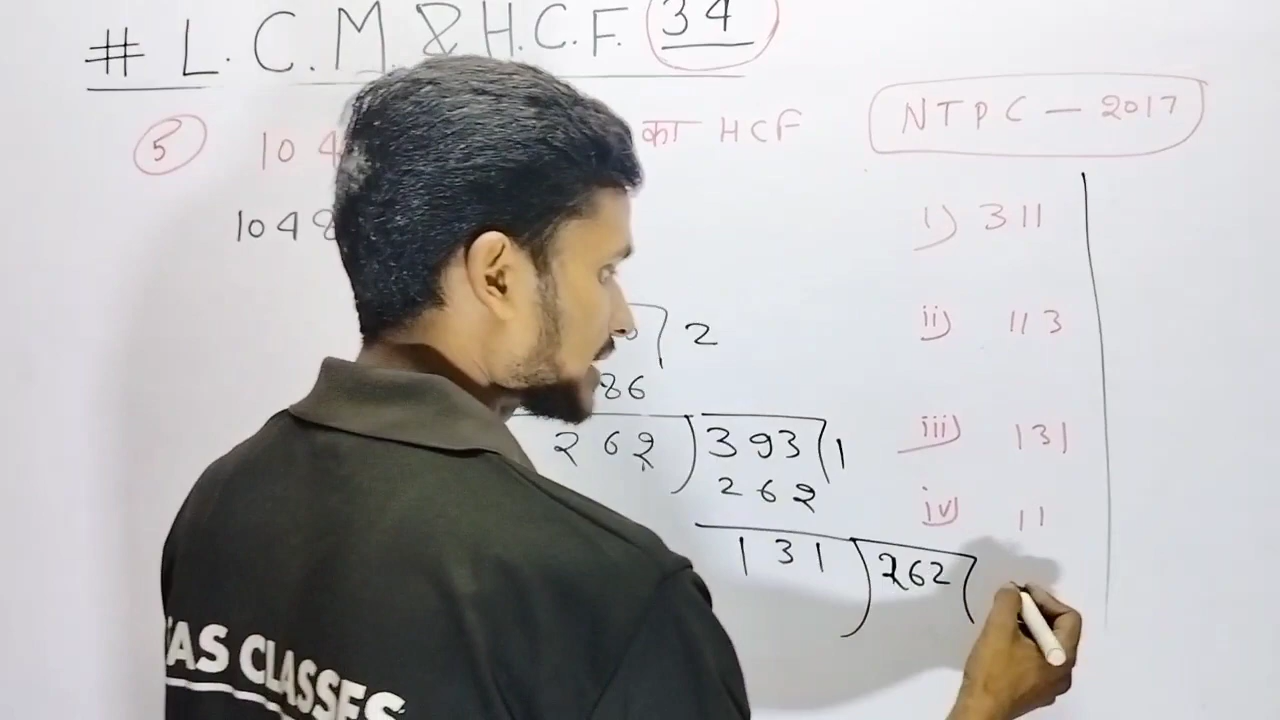 # L.C.M & H.C.F. 34
5 104 का HCF
NTPC - 2017
1048
i) 311
ii) 113
2
86
262) 393 ( 1
262
iii) 131
iv) 11
131) 262 (
AS CLASSES